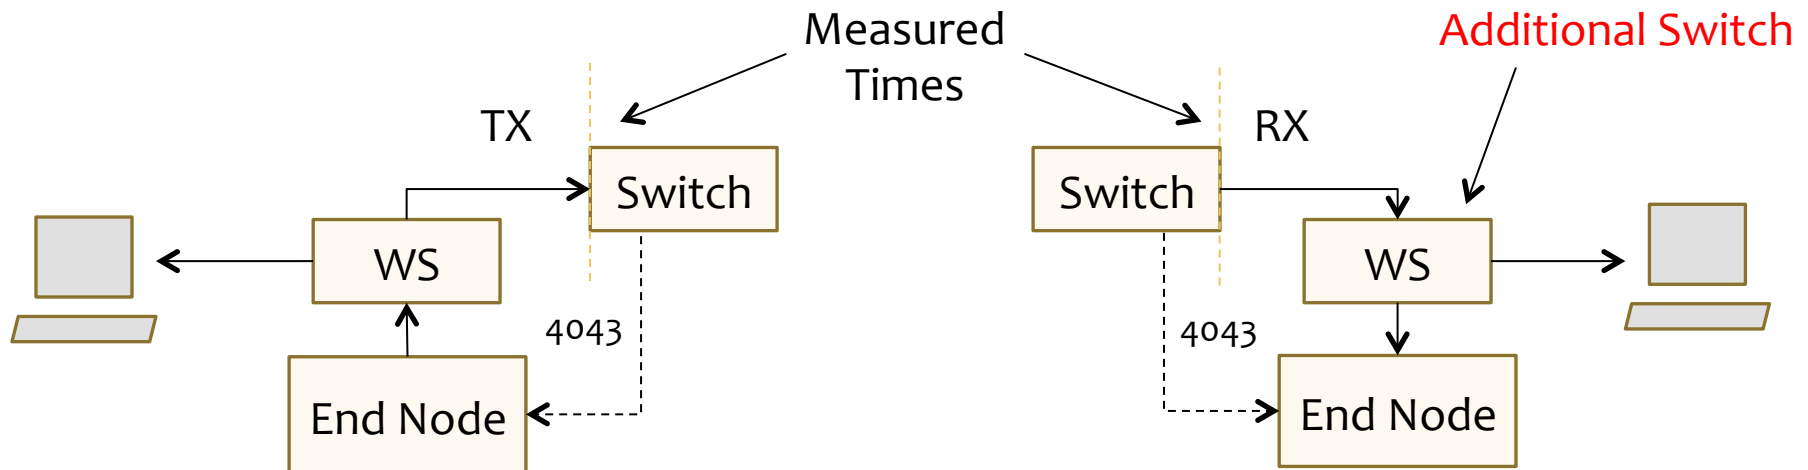 Measured
Times
Additional Switch
TX
RX
Switch
Switch
WS
WS
4043
4043
End Node
End Node